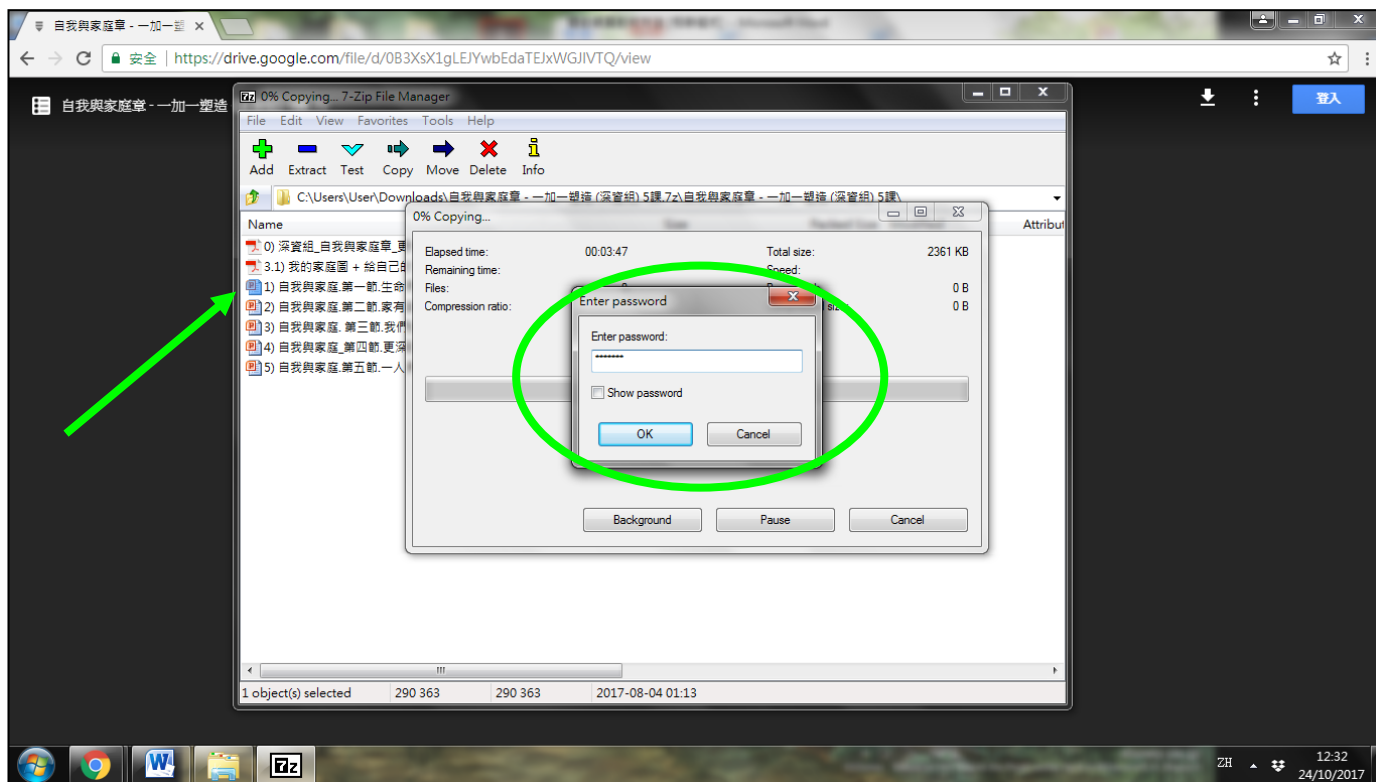 自我與家庭章 - 一加一塑
安全 | https://drive.google.com/file/d/0B3XsX1gLEJYwbEdaTEJxWGJIVTQ/view
自我與家庭章 - 一加一塑造
登入
7z 0% Copying... 7-Zip File Manager
File Edit View Favorites Tools Help
Add Extract Test Copy Move Delete Info
C:\Users\User\Downloads\自我與家庭章 - 一加一塑造 (深資組) 5課.7z\自我與家庭章 - 一加一塑造 (深資組) 5課\
Name Size Packed Size Modified Attribut
0) 深資組_自我與家庭章_更
3.1) 我的家庭圖 + 給自己的
1) 自我與家庭.第一節.生命
2) 自我與家庭.第二節.家有
3) 自我與家庭. 第三節.我們
4) 自我與家庭_第四節.更深
5) 自我與家庭.第五節.一人
0% Copying...
Elapsed time: 00:03:47 Total size: 2361 KB
Remaining time: Speed:
Files: 0 B
Compression ratio: 0 B
Enter password
Enter password:
*******
Show password
OK Cancel
Background Pause Cancel
1 object(s) selected 290 363 290 363 2017-08-04 01:13
W 7z ZH 12:32
24/10/2017